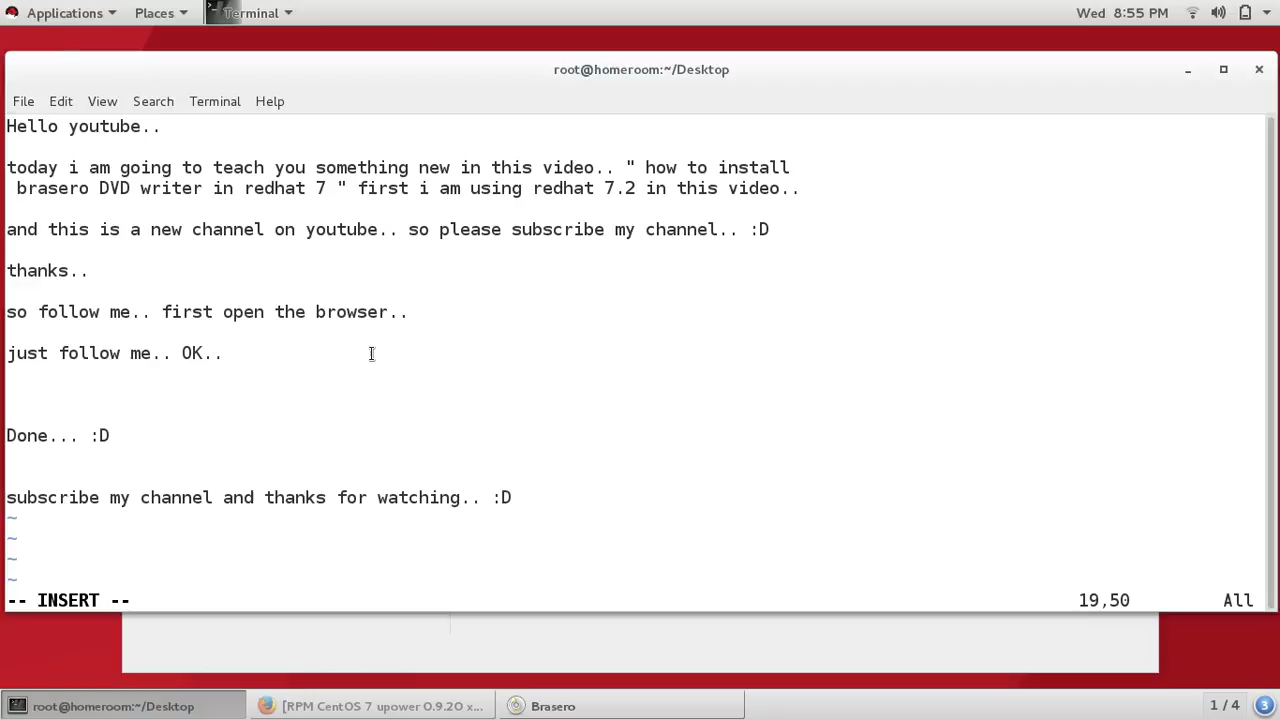 Applications Places Terminal Wed 8:55 PM
root@homeroom:~/Desktop
File Edit View Search Terminal Help
Hello youtube..
today i am going to teach you something new in this video.. " how to install
brasero DVD writer in redhat 7 " first i am using redhat 7.2 in this video..
and this is a new channel on youtube.. so please subscribe my channel.. :D
thanks..
so follow me.. first open the browser..
just follow me.. OK..
Done... :D
subscribe my channel and thanks for watching.. :D
~
~
~
~
-- INSERT -- 19,50 All
root@homeroom:~/Desktop [RPM CentOS 7 upower 0.9.20 x... Brasero 1 / 4 3